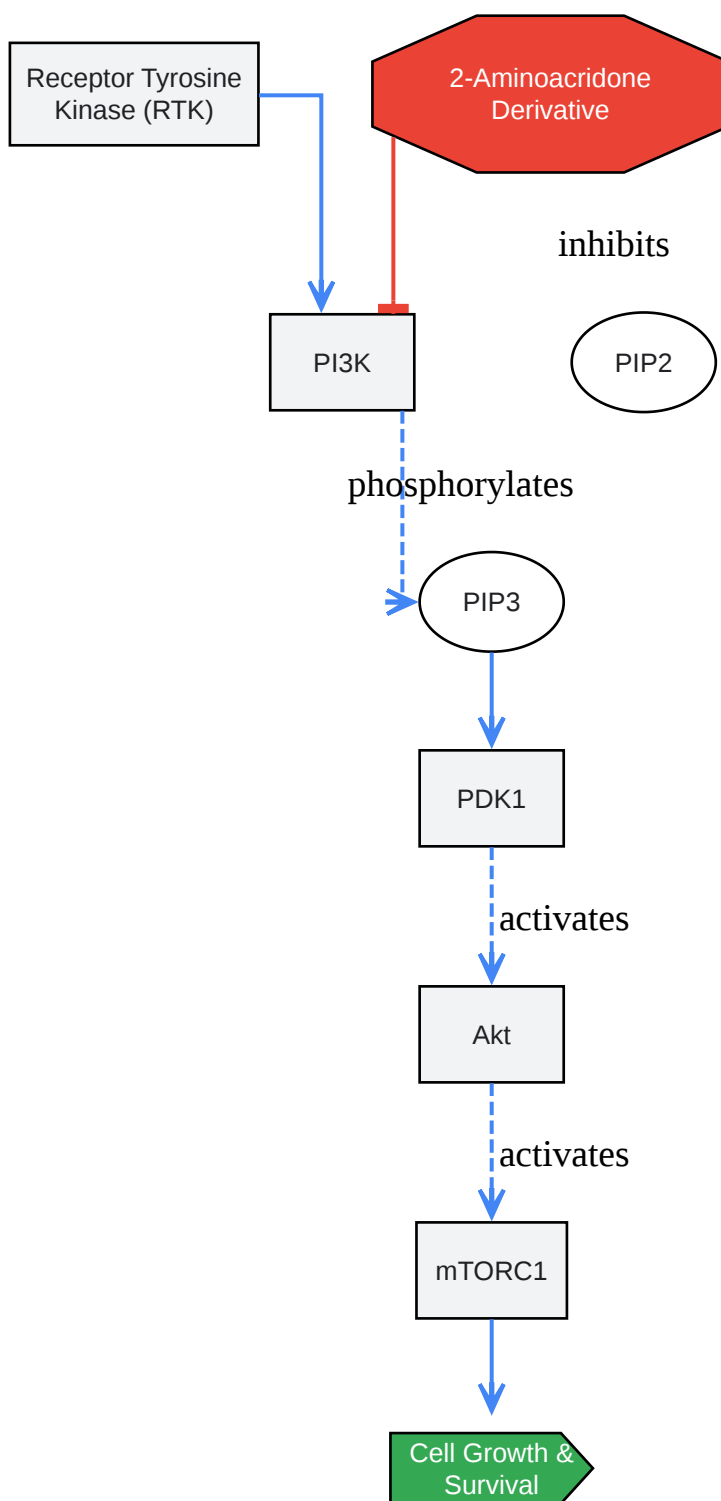 Receptor Tyrosine
Kinase (RTK)
2-Aminoacridone
Derivative
inhibits
PI3K
PIP2
phosphorylates
PIP3
PDK1
activates
Akt
activates
mTORC1
Cell Growth &
Survival